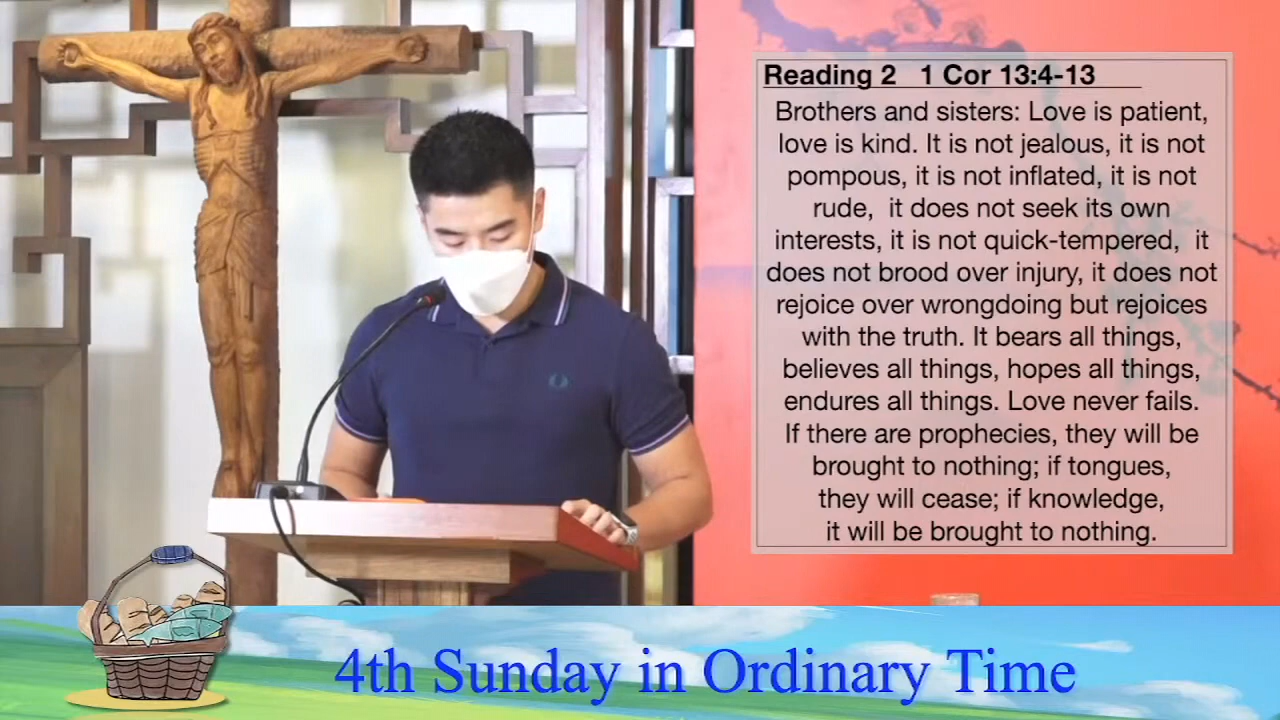 Reading 2 1 Cor 13:4-13
Brothers and sisters: Love is patient,
love is kind. It is not jealous, it is not
pompous, it is not inflated, it is not
rude, it does not seek its own
interests, it is not quick-tempered, it
does not brood over injury, it does not
rejoice over wrongdoing but rejoices
with the truth. It bears all things,
believes all things, hopes all things,
endures all things. Love never fails.
If there are prophecies, they will be
brought to nothing; if tongues,
they will cease; if knowledge,
it will be brought to nothing.
4th Sunday in Ordinary Time